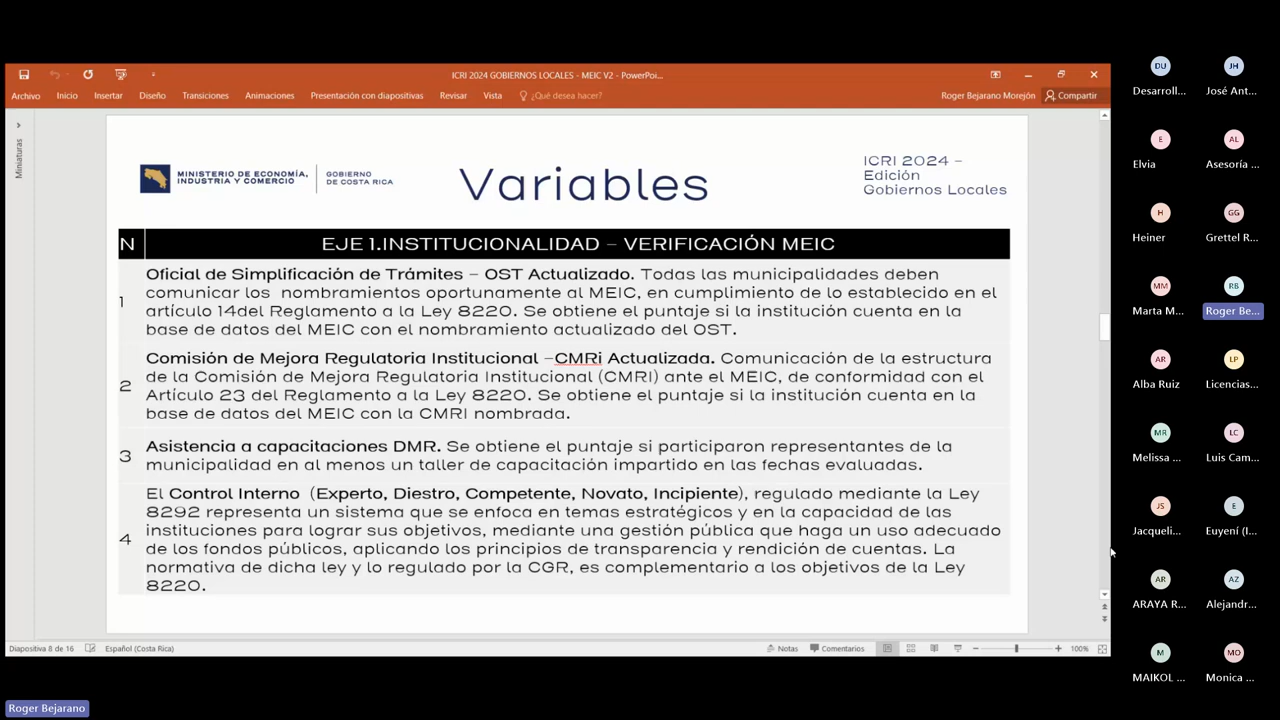 ICRI 2024 GOBIERNOS LOCALES - MEIC V2 - PowerPoi...
Archivo Inicio Insertar Diseño Transiciones Animaciones Presentación con diapositivas Revisar Vista ¿Qué desea hacer? Roger Bejarano Morejón Compartir
Miniaturas
MINISTERIO DE ECONOMÍA,
INDUSTRIA Y COMERCIO
GOBIERNO
DE COSTA RICA
Variables
ICRI 2024 –
Edición
Gobiernos Locales
N EJE 1.INSTITUCIONALIDAD – VERIFICACIÓN MEIC
1
Oficial de Simplificación de Trámites – OST Actualizado. Todas las municipalidades deben
comunicar los nombramientos oportunamente al MEIC, en cumplimiento de lo establecido en el
artículo 14del Reglamento a la Ley 8220. Se obtiene el puntaje si la institución cuenta en la
base de datos del MEIC con el nombramiento actualizado del OST.
2
Comisión de Mejora Regulatoria Institucional –CMRi Actualizada. Comunicación de la estructura
de la Comisión de Mejora Regulatoria Institucional (CMRI) ante el MEIC, de conformidad con el
Artículo 23 del Reglamento a la Ley 8220. Se obtiene el puntaje si la institución cuenta en la
base de datos del MEIC con la CMRI nombrada.
3
Asistencia a capacitaciones DMR. Se obtiene el puntaje si participaron representantes de la
municipalidad en al menos un taller de capacitación impartido en las fechas evaluadas.
4
El Control Interno (Experto, Diestro, Competente, Novato, Incipiente), regulado mediante la Ley
8292 representa un sistema que se enfoca en temas estratégicos y en la capacidad de las
instituciones para lograr sus objetivos, mediante una gestión pública que haga un uso adecuado
de los fondos públicos, aplicando los principios de transparencia y rendición de cuentas. La
normativa de dicha ley y lo regulado por la CGR, es complementario a los objetivos de la Ley
8220.
Diapositiva 8 de 16 Español (Costa Rica) Notas Comentarios 100%
Roger Bejarano
DU JH
Desarroll... José Ant...
E AL
Elvia Asesoría ...
H GG
Heiner Grettel R...
MM RB
Marta M... Roger Be...
AR LP
Alba Ruiz Licencias...
MR LC
Melissa ... Luis Cam...
JS E
Jacqueli... Euyení (I...
AR AZ
ARAYA R... Alejandr...
M MO
MAIKOL ... Monica ...